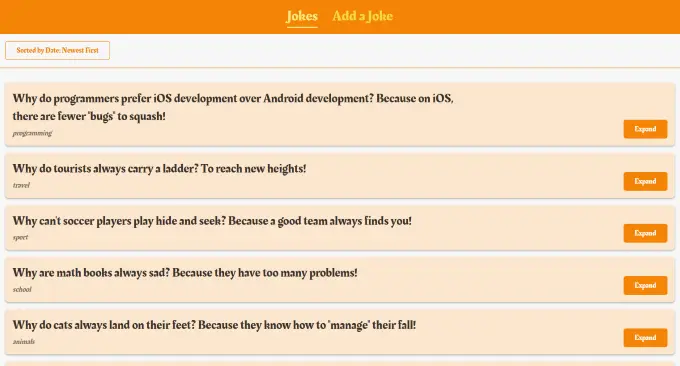 Jokes Add a Joke
Sorted by Date: Newest First
Why do programmers prefer iOS development over Android development? Because on iOS,
there are fewer "bugs" to squash!
programming
Expand
Why do tourists always carry a ladder? To reach new heights!
travel
Expand
Why can't soccer players play hide and seek? Because a good team always finds you!
sport
Expand
Why are math books always sad? Because they have too many problems!
school
Expand
Why do cats always land on their feet? Because they know how to "manage" their fall!
animals
Expand